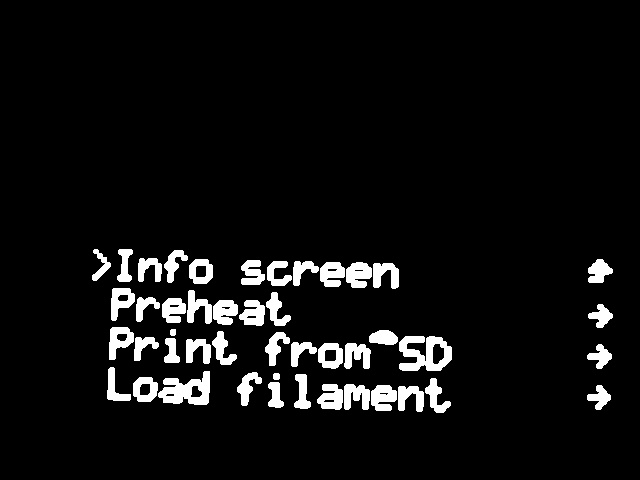 >Info screen →
Preheat →
Print from SD →
Load filament →